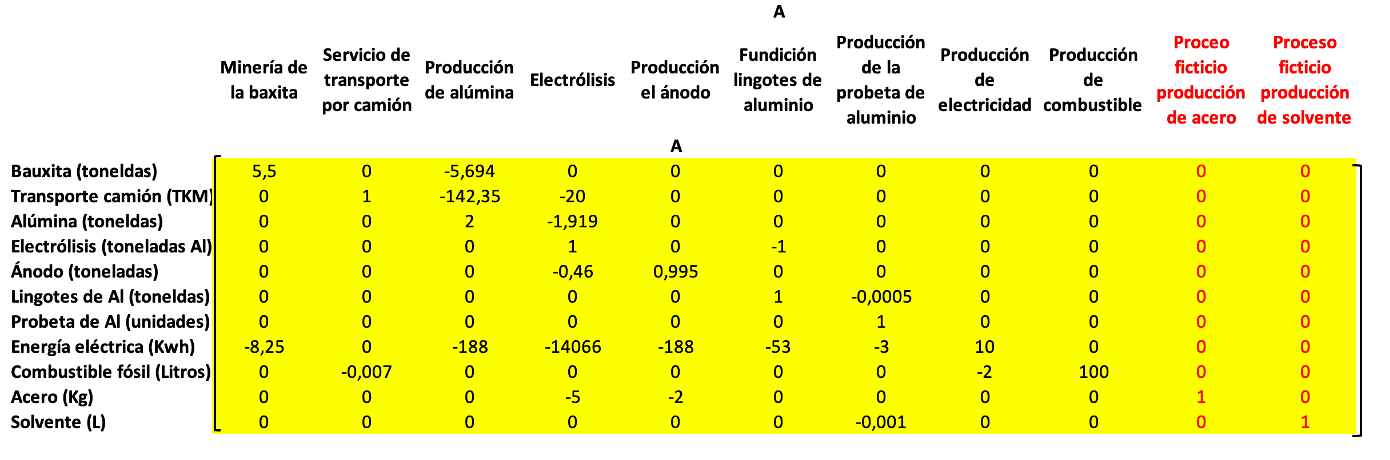 A
Minería de la baxita Servicio de transporte por camión Producción de alúmina Electrólisis Producción el ánodo Fundición lingotes de aluminio Producción de la probeta de aluminio Producción de electricidad Producción de combustible Proceo ficticio producción de acero Proceso ficticio producción de solvente
A
Bauxita (toneldas) 5,5 0 -5,694 0 0 0 0 0 0 0 0
Transporte camión (TKM) 0 1 -142,35 -20 0 0 0 0 0 0 0
Alúmina (toneldas) 0 0 2 -1,919 0 0 0 0 0 0 0
Electrólisis (toneladas Al) 0 0 0 1 0 -1 0 0 0 0 0
Ánodo (toneladas) 0 0 0 -0,46 0,995 0 0 0 0 0 0
Lingotes de Al (toneldas) 0 0 0 0 0 1 -0,0005 0 0 0 0
Probeta de Al (unidades) 0 0 0 0 0 0 1 0 0 0 0
Energía eléctrica (Kwh) -8,25 0 -188 -14066 -188 -53 -3 10 0 0 0
Combustible fósil (Litros) 0 -0,007 0 0 0 0 0 -2 100 0 0
Acero (Kg) 0 0 0 -5 -2 0 0 0 0 1 0
Solvente (L) 0 0 0 0 0 0 -0,001 0 0 0 1